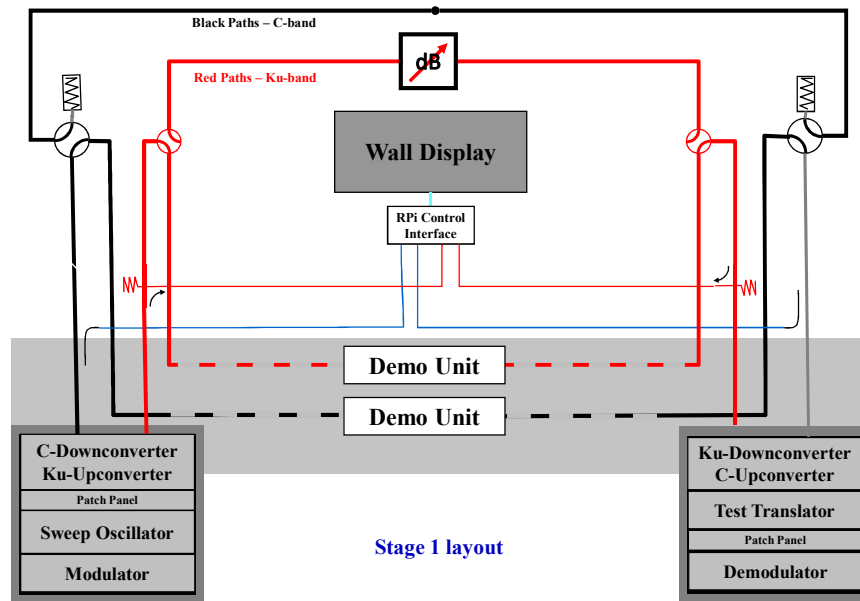 Black Paths – C-band
Red Paths – Ku-band
dB
Wall Display
RPi Control
Interface
Demo Unit
Demo Unit
C-Downconverter
Ku-Upconverter
Patch Panel
Sweep Oscillator
Modulator
Ku-Downconverter
C-Upconverter
Test Translator
Patch Panel
Demodulator
Stage 1 layout